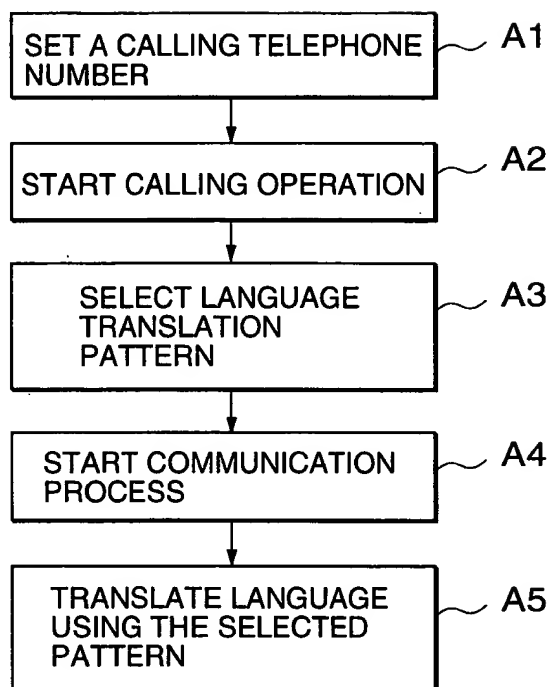 SET A CALLING TELEPHONE
NUMBER
A1
START CALLING OPERATION
A2
SELECT LANGUAGE
TRANSLATION
PATTERN
A3
START COMMUNICATION
PROCESS
A4
TRANSLATE LANGUAGE
USING THE SELECTED
PATTERN
A5